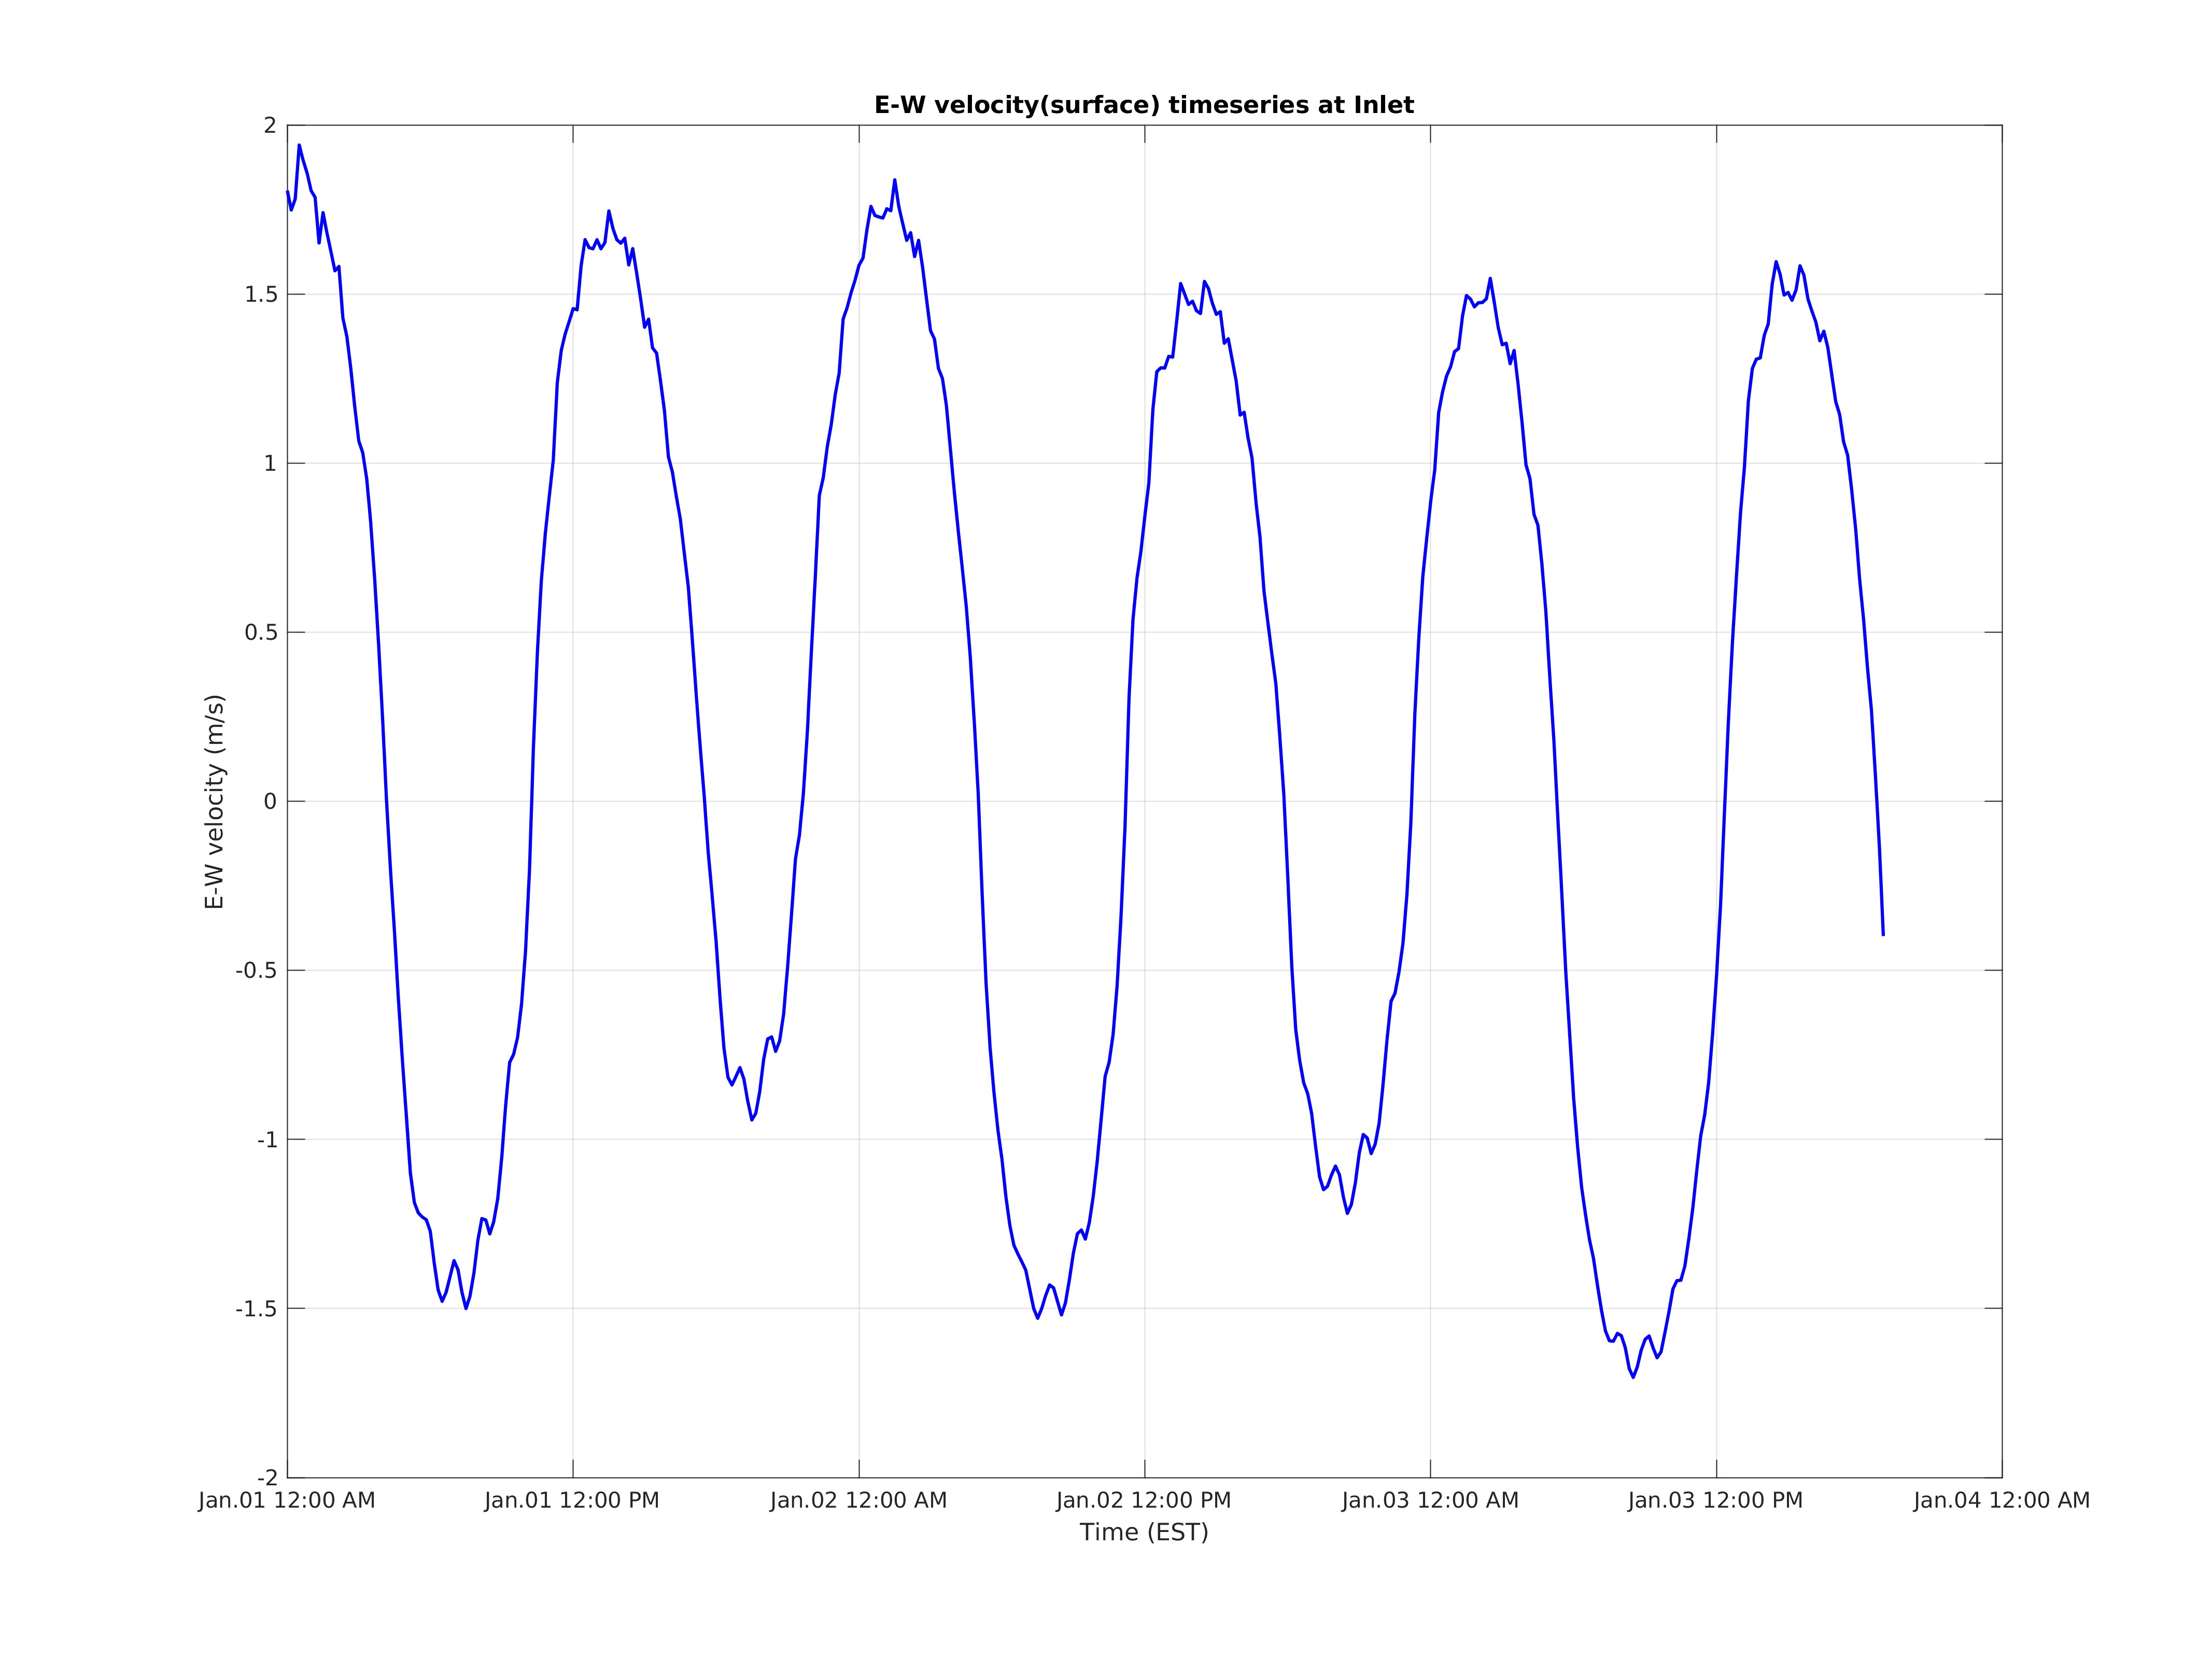 E-W velocity(surface) timeseries at Inlet
2
1.5
1
0.5
0
-0.5
-1
-1.5
-2
E-W velocity (m/s)
Jan.01 12:00 AM
Jan.01 12:00 PM
Jan.02 12:00 AM
Jan.02 12:00 PM
Jan.03 12:00 AM
Jan.03 12:00 PM
Jan.04 12:00 AM
Time (EST)